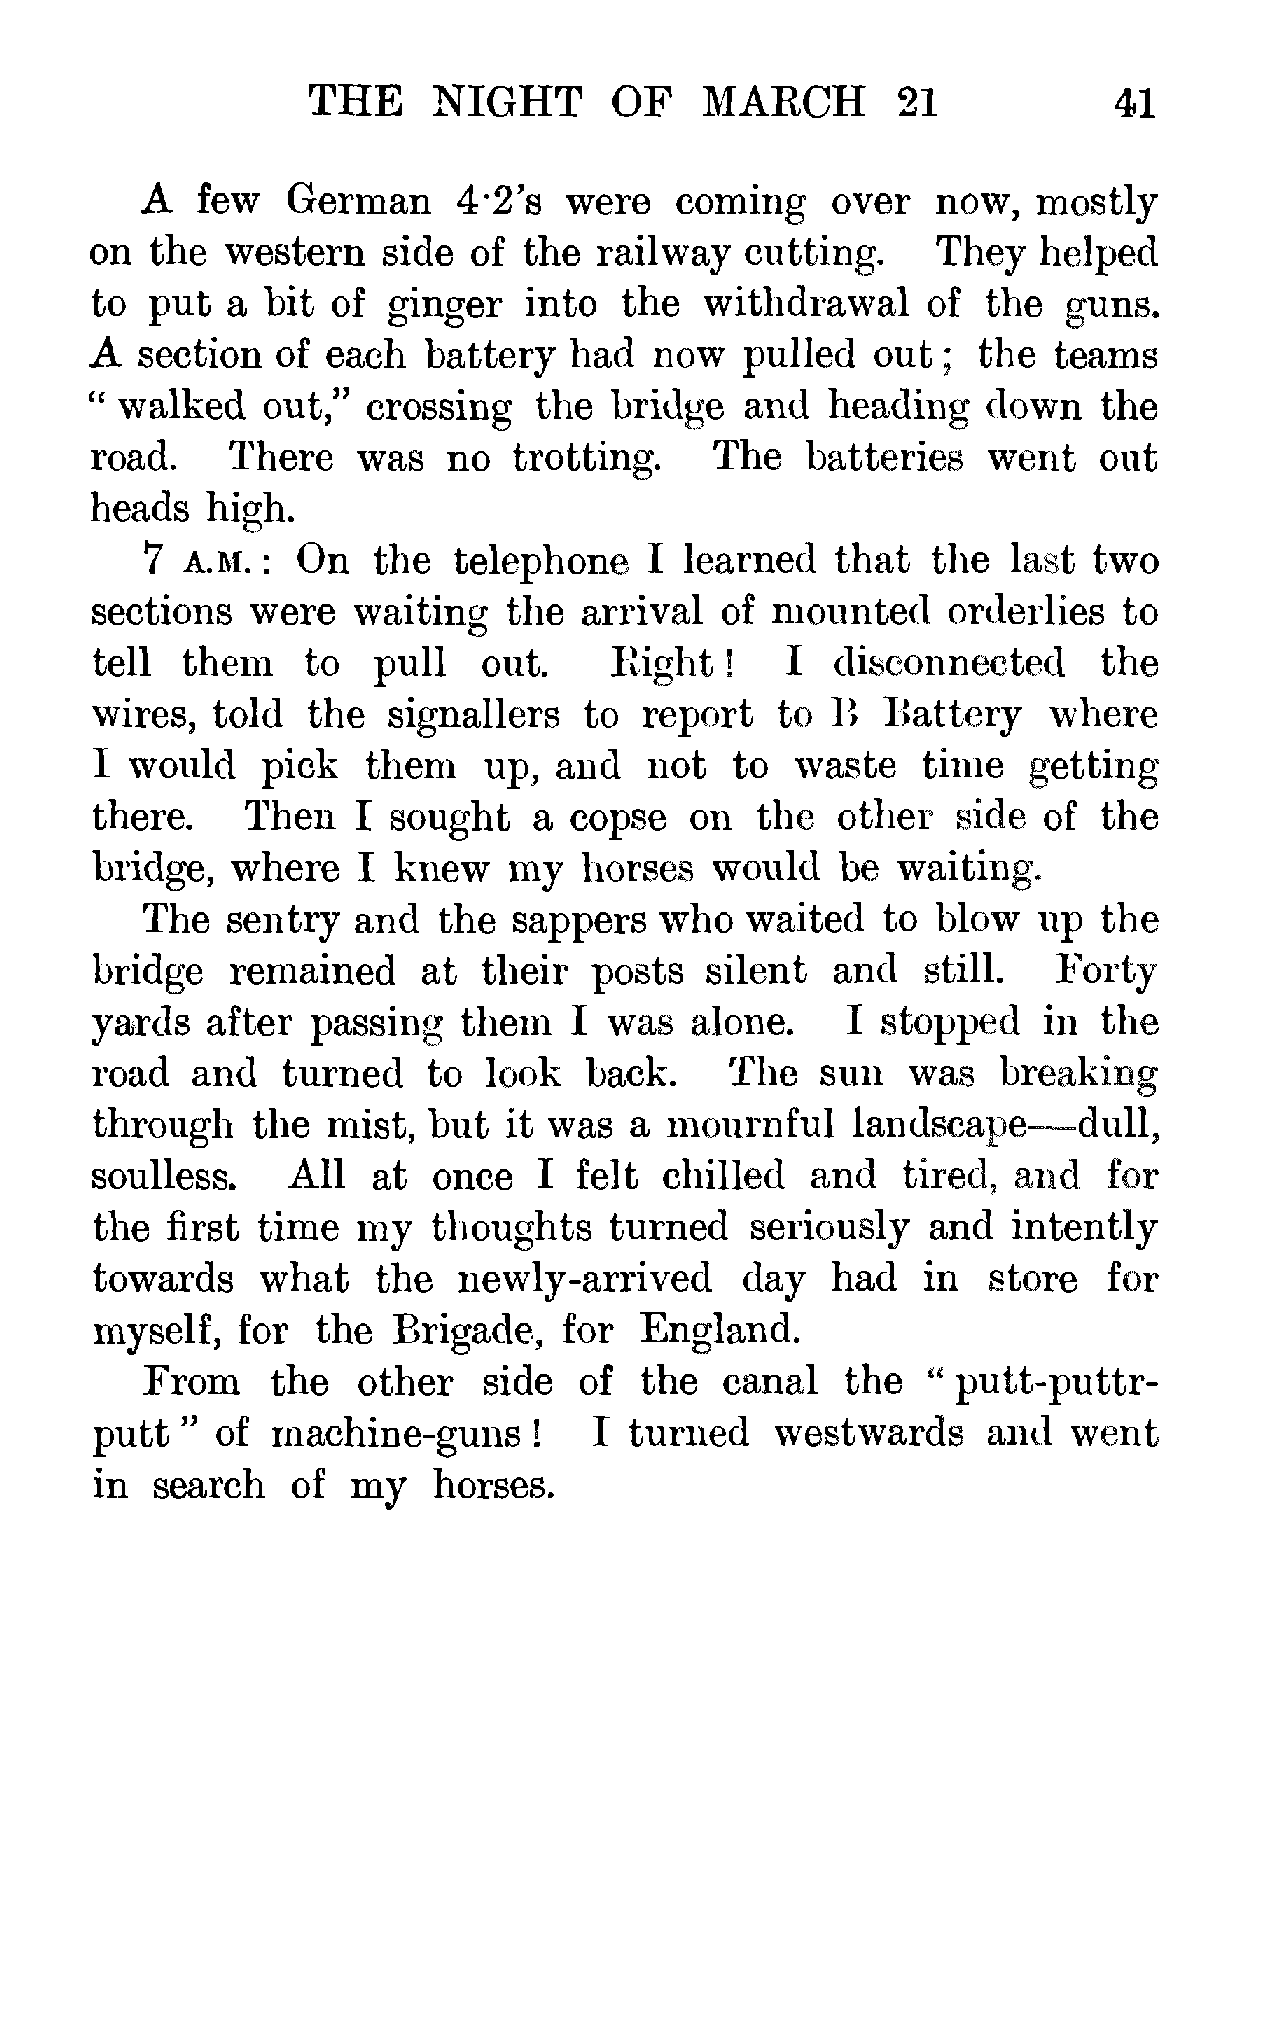 THE NIGHT OF MARCH 21 41
A few German 4·2’s were coming over now, mostly
on the western side of the railway cutting. They helped
to put a bit of ginger into the withdrawal of the guns.
A section of each battery had now pulled out ; the teams
“ walked out,” crossing the bridge and heading down the
road. There was no trotting. The batteries went out
heads high.
7 A.M. : On the telephone I learned that the last two
sections were waiting the arrival of mounted orderlies to
tell them to pull out. Right ! I disconnected the
wires, told the signallers to report to B Battery where
I would pick them up, and not to waste time getting
there. Then I sought a copse on the other side of the
bridge, where I knew my horses would be waiting.
The sentry and the sappers who waited to blow up the
bridge remained at their posts silent and still. Forty
yards after passing them I was alone. I stopped in the
road and turned to look back. The sun was breaking
through the mist, but it was a mournful landscape—dull,
soulless. All at once I felt chilled and tired, and for
the first time my thoughts turned seriously and intently
towards what the newly-arrived day had in store for
myself, for the Brigade, for England.
From the other side of the canal the “ putt-puttr-
putt ” of machine-guns ! I turned westwards and went
in search of my horses.